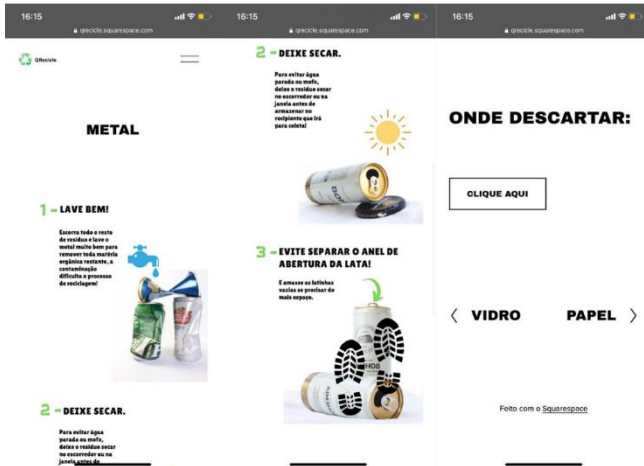 16:15
qrecicle.squarespace.com
QRecicle
METAL
1 - LAVE BEM!
Escorra todo o resto
de resíduo e lave o
metal muito bem para
remover toda matéria
orgânica restante, a
contaminação
dificulta o processo
de reciclagem!
2 - DEIXE SECAR.
Para evitar água
parada ou mofo,
deixe o resíduo secar
no escorredor ou na
janela antes de
16:15
qrecicle.squarespace.com
2 - DEIXE SECAR.
Para evitar água
parada ou mofo,
deixe o resíduo secar
no escorredor ou na
janela antes de
armazenar no
recipiente que irá
para coleta!
3 - EVITE SEPARAR O ANEL DE
ABERTURA DA LATA!
E amasse as latinhas
vazias se precisar de
mais espaço.
16:15
qrecicle.squarespace.com
ONDE DESCARTAR:
CLIQUE AQUI
VIDRO PAPEL
Feito com o Squarespace